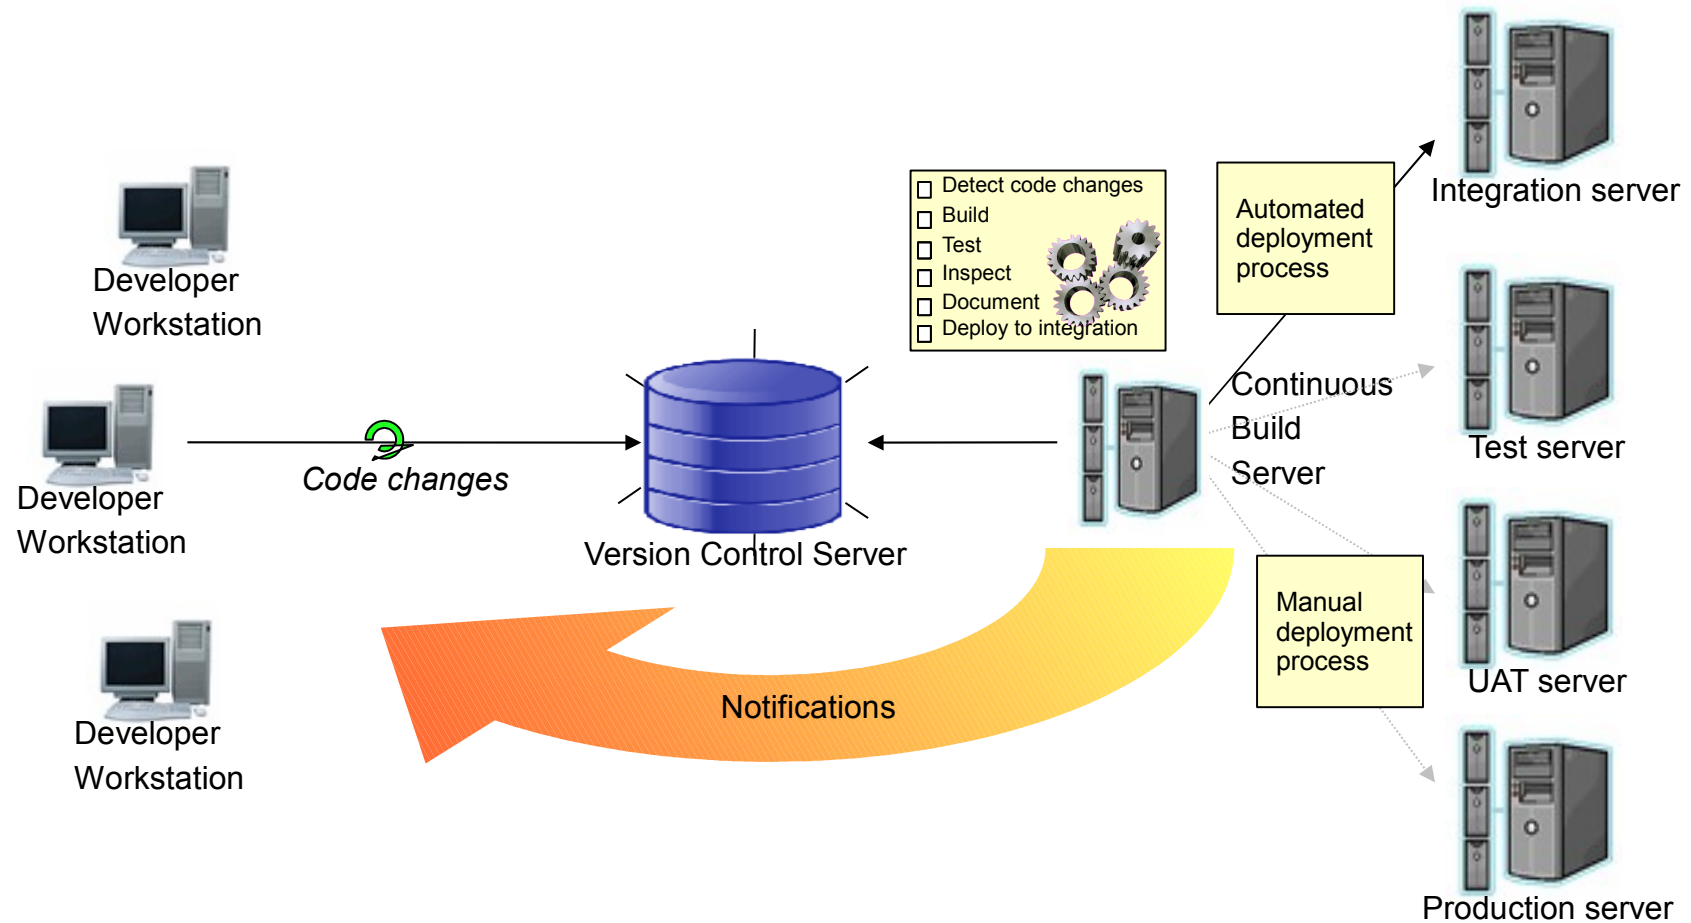 Integration server
Detect code changes
Build
Test
Inspect
Document
Deploy to integration
Automated
deployment
process
Developer
Workstation
Continuous
Build
Server
Test server
Code changes
Developer
Workstation
Version Control Server
Manual
deployment
process
UAT server
Notifications
Developer
Workstation
Production server